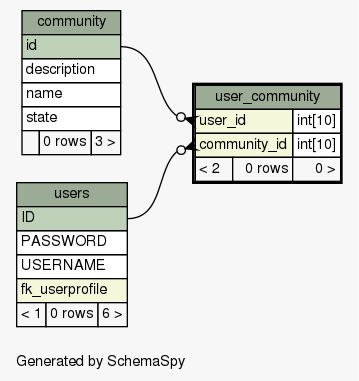 community
id
description
name
state
0 rows 3 >
user_community
user_id int[10]
community_id int[10]
< 2 0 rows 0 >
users
ID
PASSWORD
USERNAME
fk_userprofile
< 1 0 rows 6 >
Generated by SchemaSpy